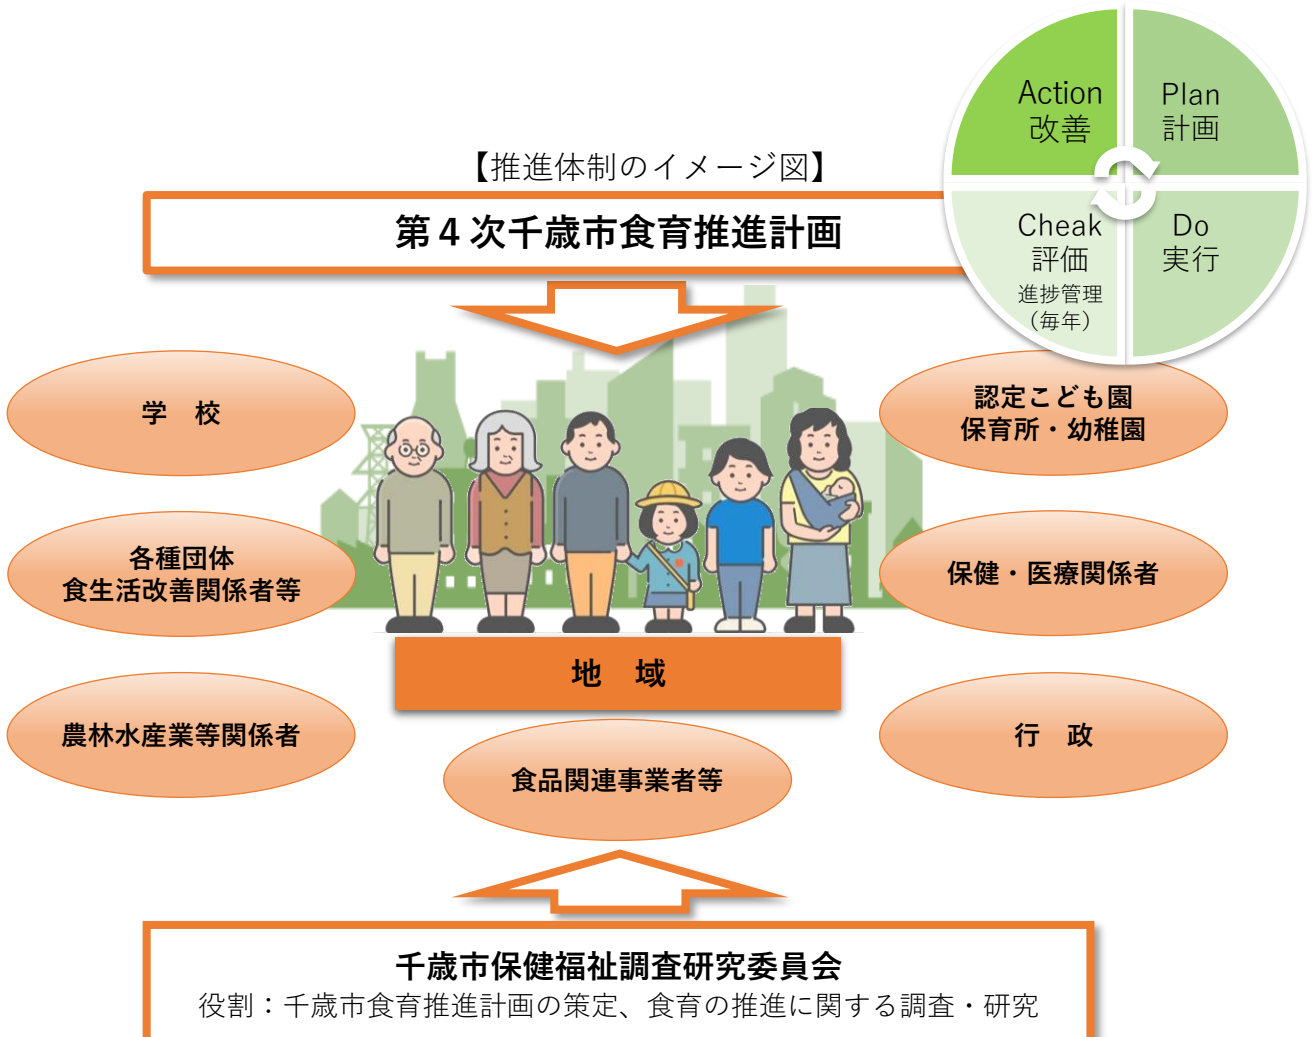 【推進体制のイメージ図】
第4次千歳市食育推進計画
Action
改善
Plan
計画
Cheak
評価
進捗管理
（毎年）
Do
実行
学　校
認定こども園
保育所・幼稚園
各種団体
食生活改善関係者等
保健・医療関係者
地　域
農林水産業等関係者
行　政
食品関連事業者等
千歳市保健福祉調査研究委員会
役割：千歳市食育推進計画の策定、食育の推進に関する調査・研究